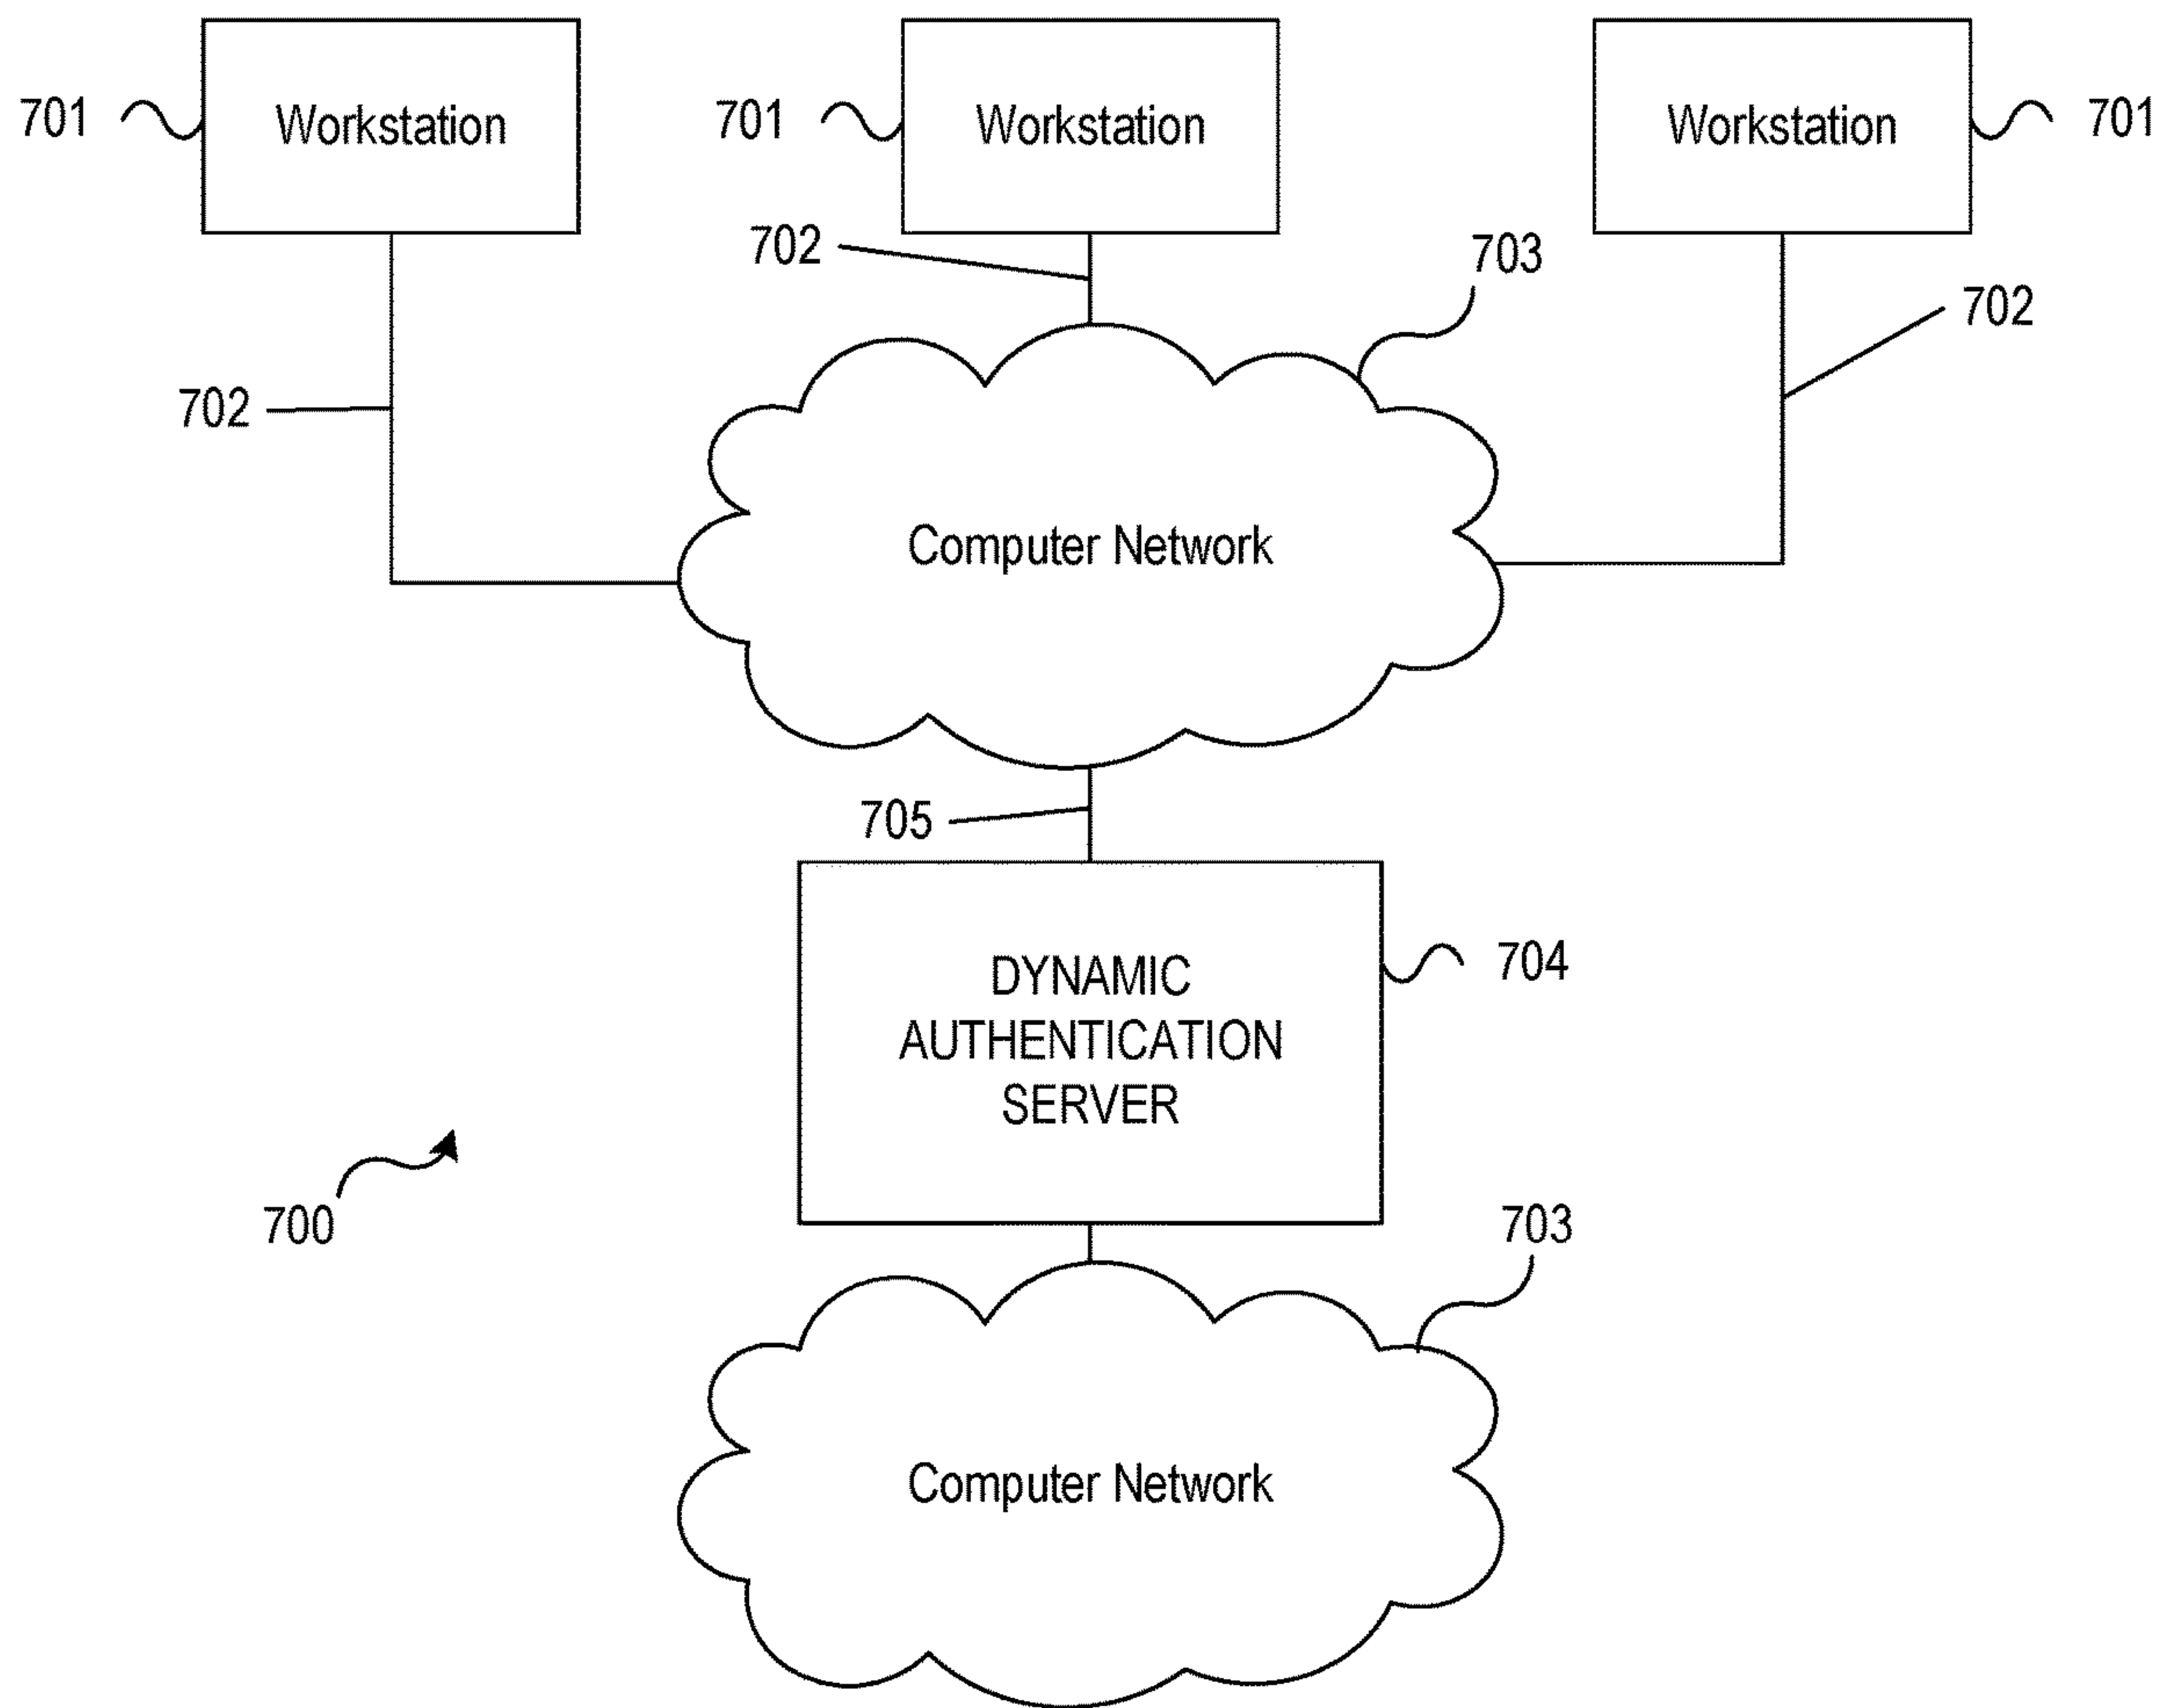 701
Workstation
701
Workstation
Workstation
701
702
703
702
702
Computer Network
705
DYNAMIC
AUTHENTICATION
SERVER
704
700
703
Computer Network